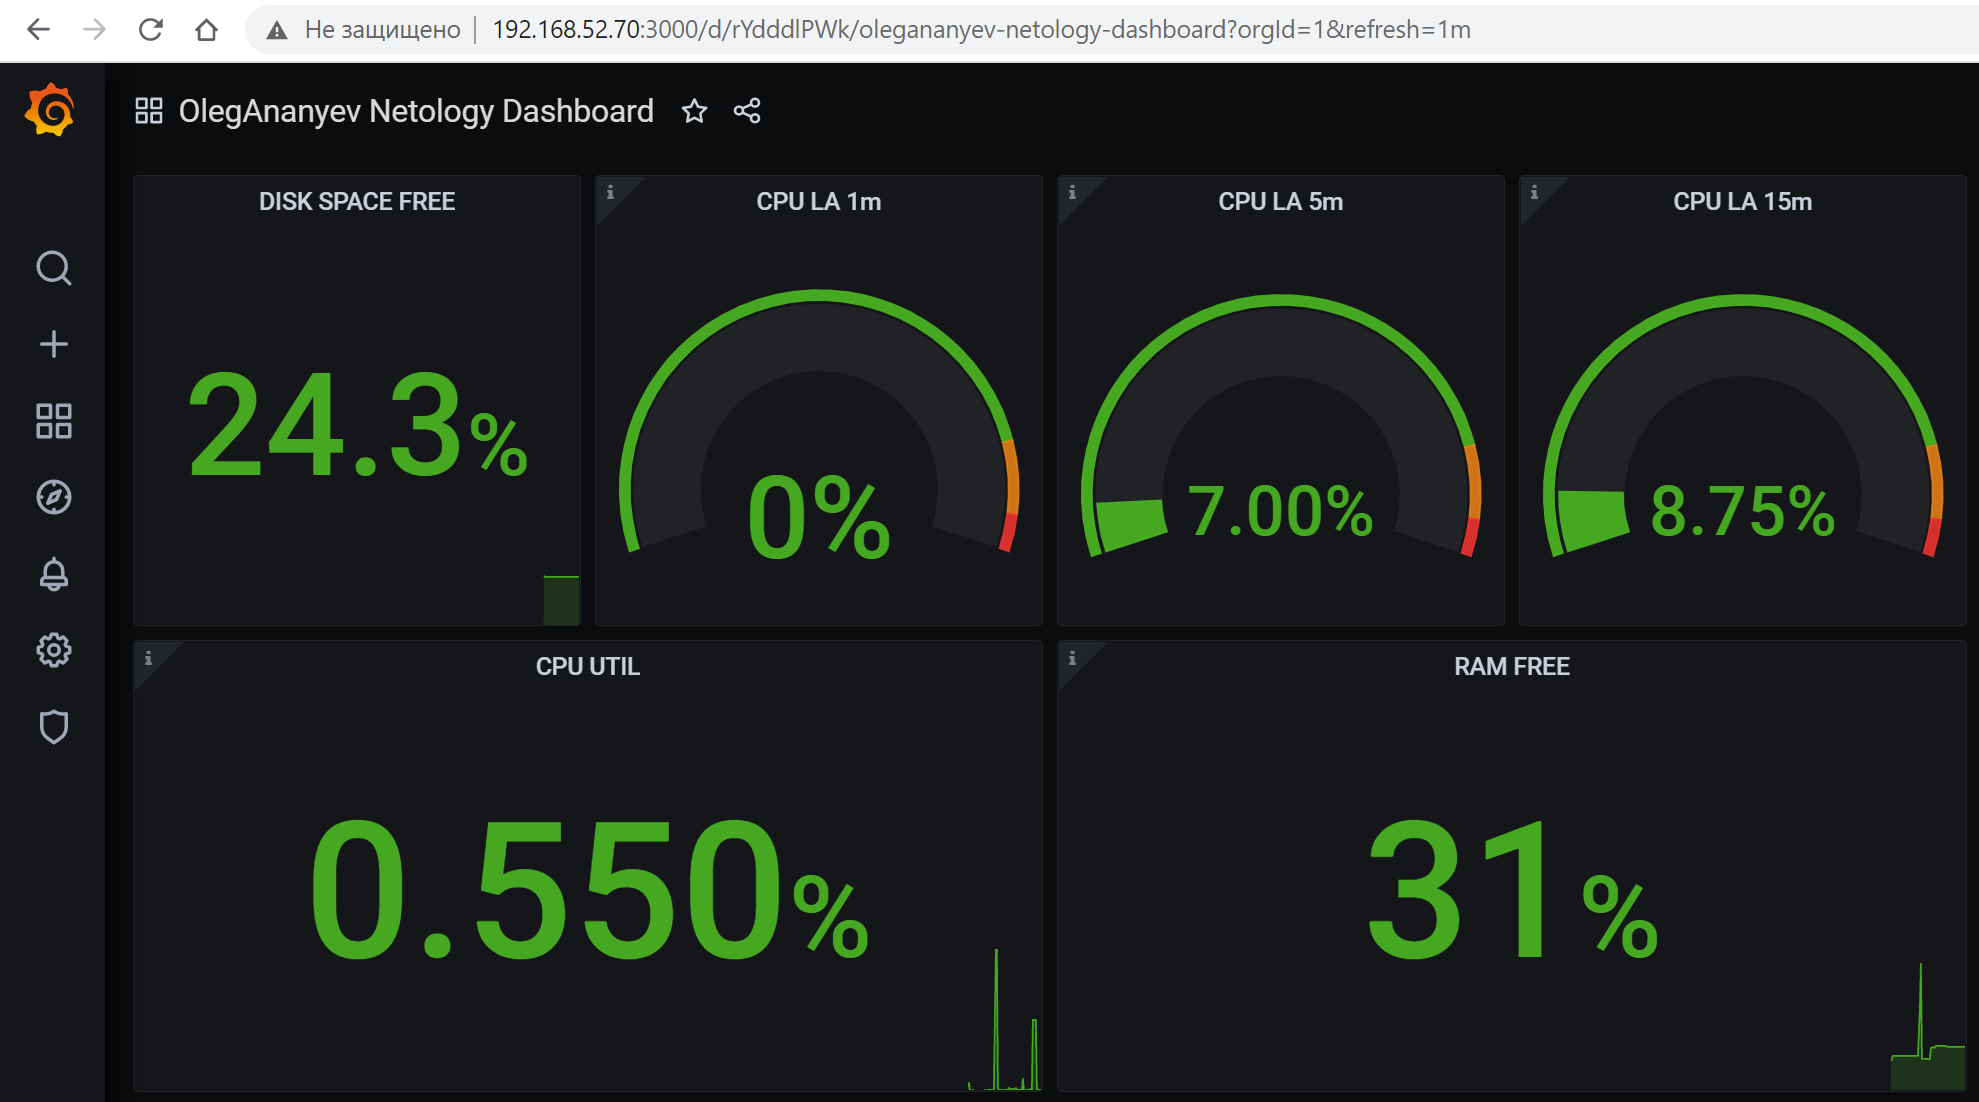 Не защищено 192.168.52.70:3000/d/rYdddlPWk/olegananyev-netology-dashboard?orgId=1&refresh=1m
OlegAnanyev Netology Dashboard
DISK SPACE FREE
24.3%
i CPU LA 1m
0%
i CPU LA 5m
7.00%
i CPU LA 15m
8.75%
i CPU UTIL
0.550%
i RAM FREE
31%